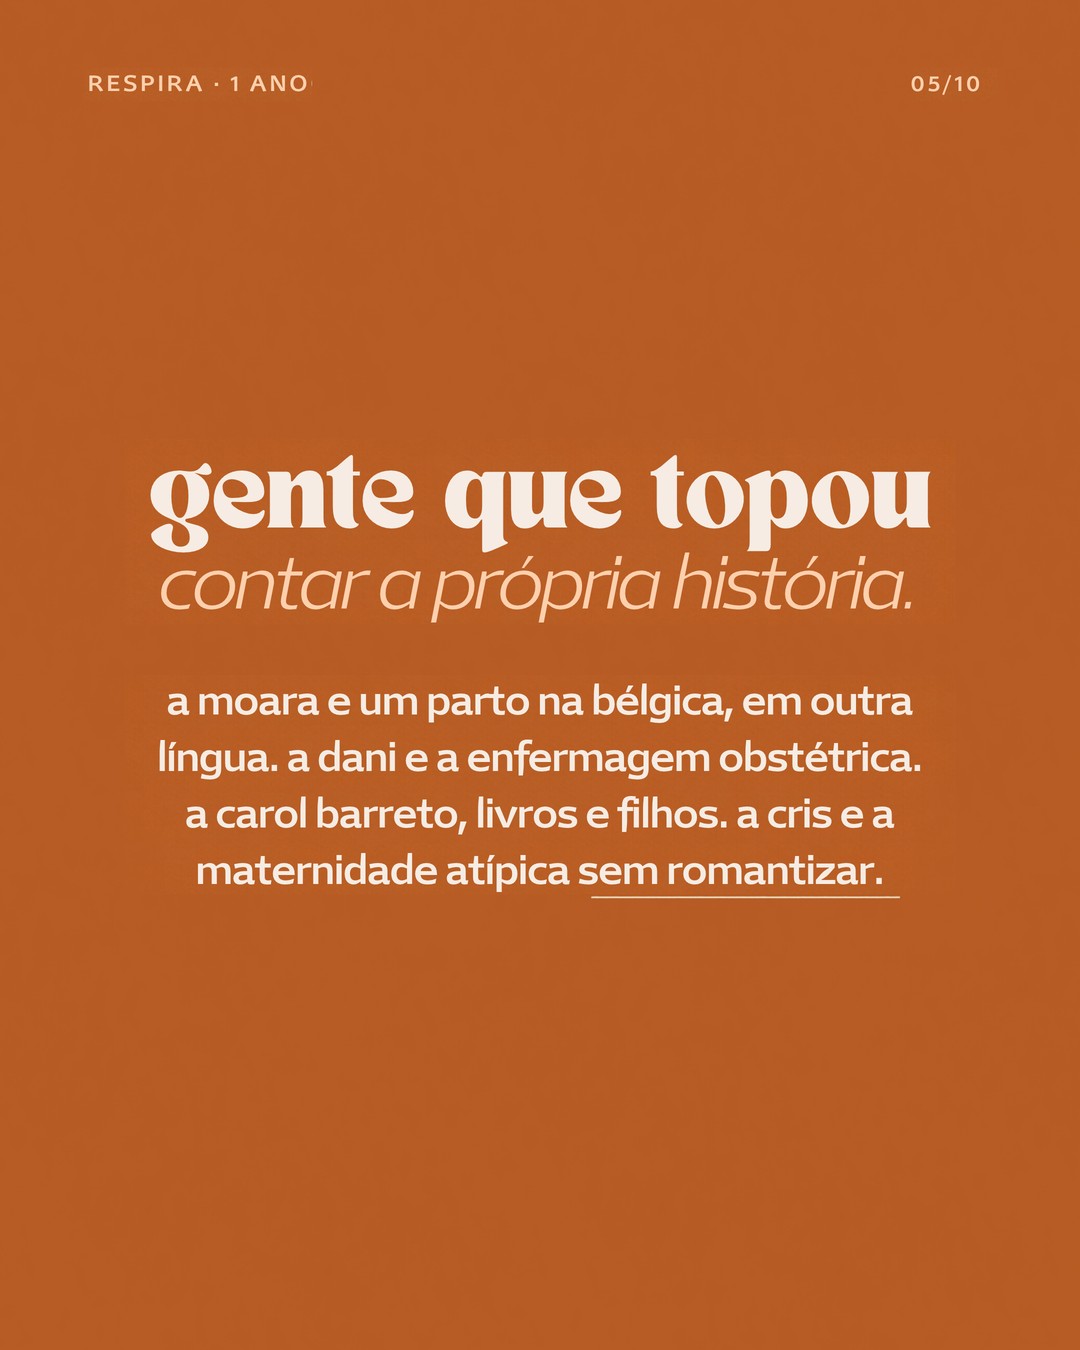 RESPIRA · 1 ANO
05/10
gente que topou
contar a própria história.
a moara e um parto na bélgica, em outra
língua. a dani e a enfermagem obstétrica.
a carol barreto, livros e filhos. a cris e a
maternidade atípica sem romantizar.